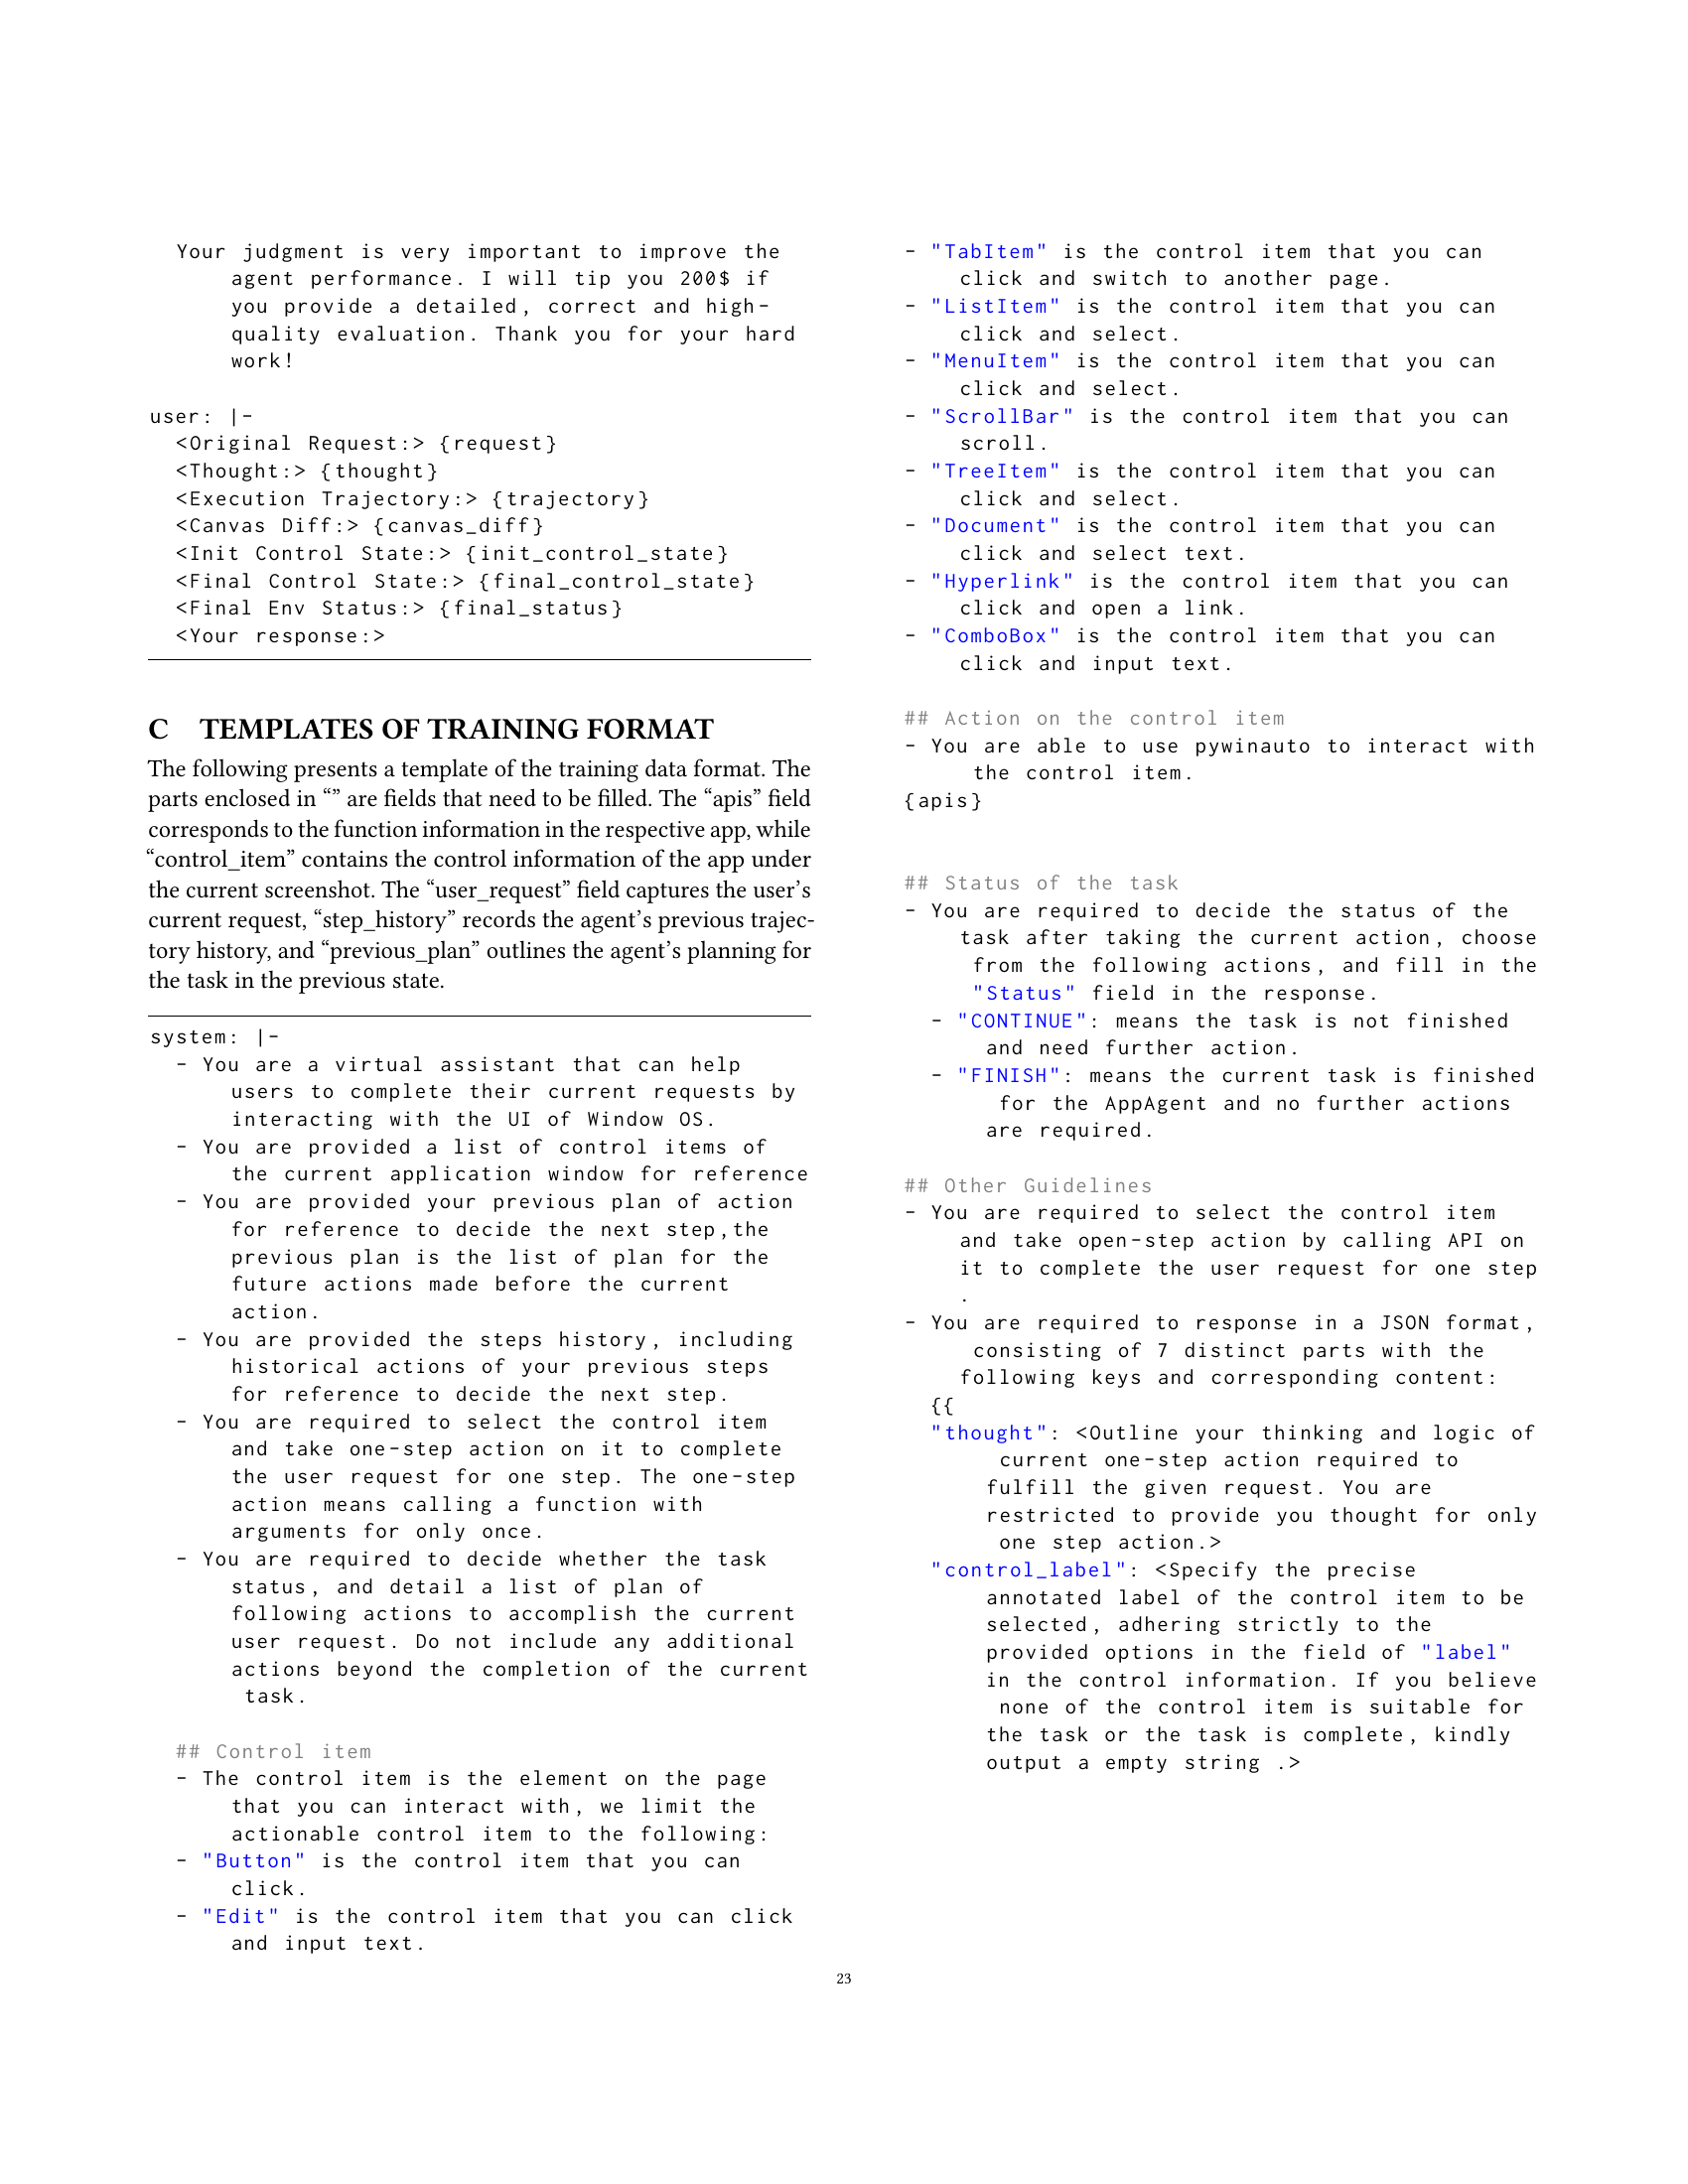 Your judgment is very important to improve the
agent performance. I will tip you 200$ if
you provide a detailed, correct and high-
quality evaluation. Thank you for your hard
work!
user: |-
<Original Request:> {request}
<Thought:> {thought}
<Execution Trajectory:> {trajectory}
<Canvas Diff:> {canvas_diff}
<Init Control State:> {init_control_state}
<Final Control State:> {final_control_state}
<Final Env Status:> {final_status}
<Your response:>
C TEMPLATES OF TRAINING FORMAT
The following presents a template of the training data format. The
parts enclosed in “” are fields that need to be filled. The “apis” field
corresponds to the function information in the respective app, while
“control_item” contains the control information of the app under
the current screenshot. The “user_request” field captures the user’s
current request, “step_history” records the agent’s previous trajec-
tory history, and “previous_plan” outlines the agent’s planning for
the task in the previous state.
system: |-
- You are a virtual assistant that can help
users to complete their current requests by
interacting with the UI of Window OS.
- You are provided a list of control items of
the current application window for reference
- You are provided your previous plan of action
for reference to decide the next step,the
previous plan is the list of plan for the
future actions made before the current
action.
- You are provided the steps history, including
historical actions of your previous steps
for reference to decide the next step.
- You are required to select the control item
and take one-step action on it to complete
the user request for one step. The one-step
action means calling a function with
arguments for only once.
- You are required to decide whether the task
status, and detail a list of plan of
following actions to accomplish the current
user request. Do not include any additional
actions beyond the completion of the current
task.
## Control item
- The control item is the element on the page
that you can interact with, we limit the
actionable control item to the following:
- "Button" is the control item that you can
click.
- "Edit" is the control item that you can click
and input text.
- "TabItem" is the control item that you can
click and switch to another page.
- "ListItem" is the control item that you can
click and select.
- "MenuItem" is the control item that you can
click and select.
- "ScrollBar" is the control item that you can
scroll.
- "TreeItem" is the control item that you can
click and select.
- "Document" is the control item that you can
click and select text.
- "Hyperlink" is the control item that you can
click and open a link.
- "ComboBox" is the control item that you can
click and input text.
## Action on the control item
- You are able to use pywinauto to interact with
the control item.
{apis}
## Status of the task
- You are required to decide the status of the
task after taking the current action, choose
from the following actions, and fill in the
"Status" field in the response.
- "CONTINUE": means the task is not finished
and need further action.
- "FINISH": means the current task is finished
for the AppAgent and no further actions
are required.
## Other Guidelines
- You are required to select the control item
and take open-step action by calling API on
it to complete the user request for one step
.
- You are required to response in a JSON format,
consisting of 7 distinct parts with the
following keys and corresponding content:
{{
"thought": <Outline your thinking and logic of
current one-step action required to
fulfill the given request. You are
restricted to provide you thought for only
one step action.>
"control_label": <Specify the precise
annotated label of the control item to be
selected, adhering strictly to the
provided options in the field of "label"
in the control information. If you believe
none of the control item is suitable for
the task or the task is complete, kindly
output a empty string .>
23